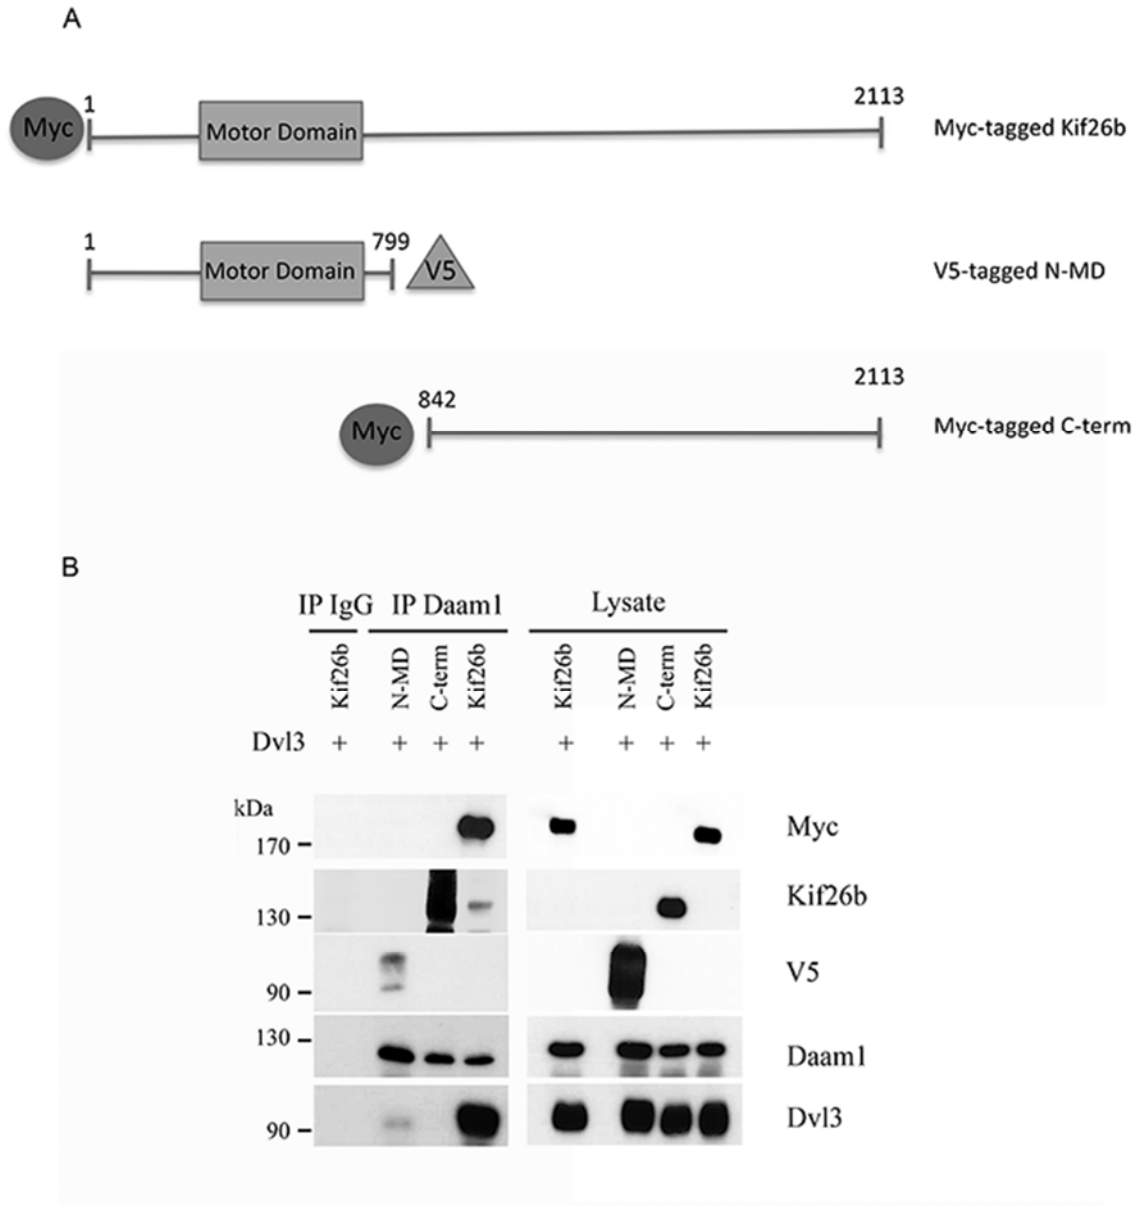 A
1
2113
Myc
Motor Domain
Myc-tagged Kif26b
1
799
Motor Domain
V5
V5-tagged N-MD
2113
842
Myc
Myc-tagged C-term
B
IP IgG IP Daam1 Lysate
Kif26b N-MD C-term Kif26b Kif26b N-MD C-term Kif26b
Dvl3 + + + + + + + +
kDa
170
Myc
130
Kif26b
90
V5
130
Daam1
90
Dvl3